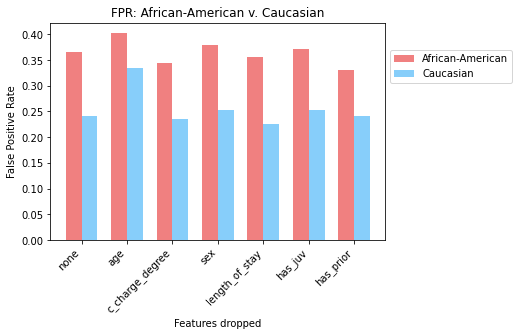 FPR: African-American v. Caucasian
0.40
0.35
0.30
0.25
0.20
0.15
0.10
0.05
0.00
False Positive Rate
African-American
Caucasian
none
age
c_charge_degree
sex
length_of_stay
has_juv
has_prior
Features dropped